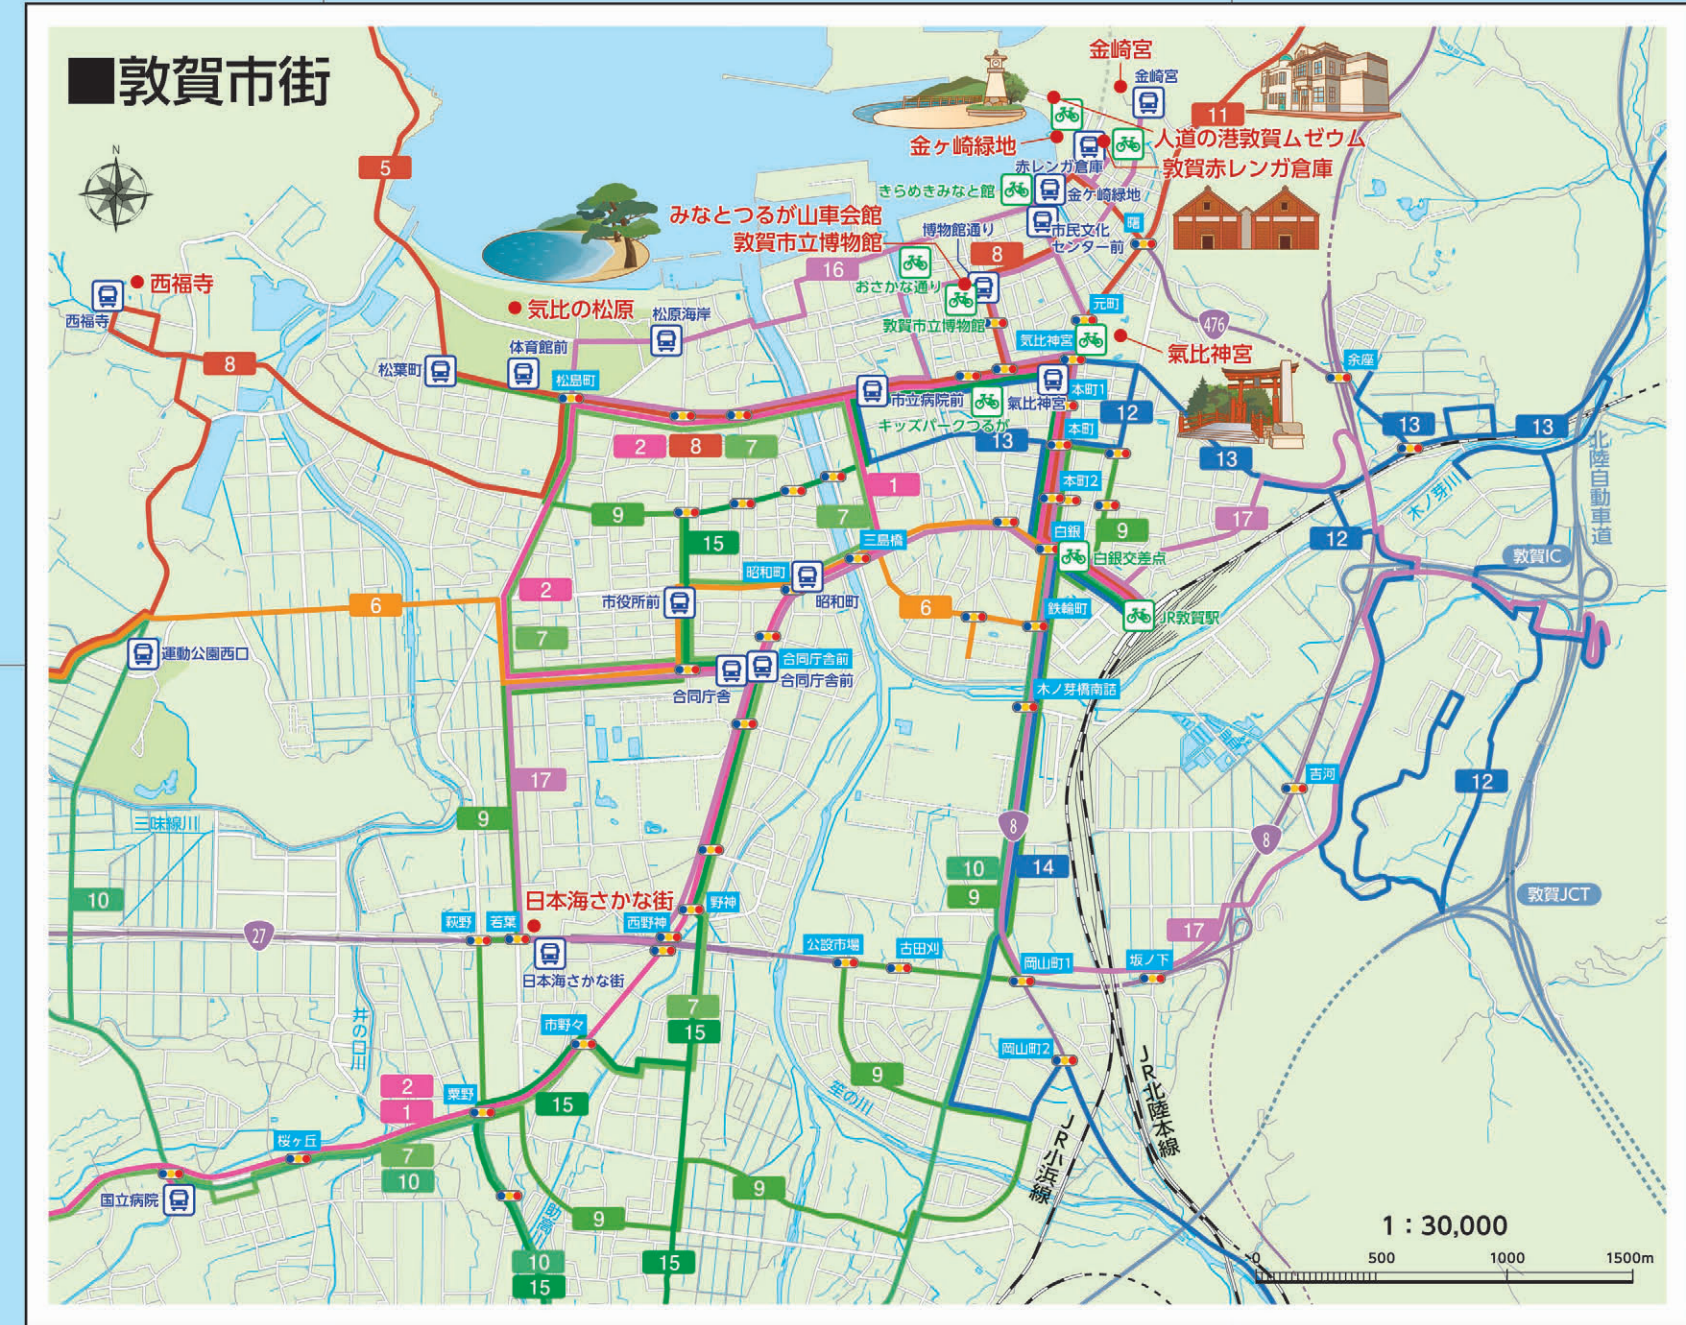 ■敦賀市街
N
金崎宮
金崎宮
11
5
人道の港敦賀ムゼウム
金ヶ崎緑地
赤レンガ倉庫
敦賀赤レンガ倉庫
きらめきみなと館
金ケ崎緑地
みなとつるが山車会館
敦賀市立博物館
博物館通り
市民文化
センター前
曙
8
16
おさかな通り
西福寺
西福寺
気比の松原
松原海岸
敦賀市立博物館
元町
476
気比神宮
氣比神宮
余座
8
松葉町
体育館前
松島町
市立病院前
氣比神宮
本町1
キッズパークつるが
12
13
13
13
本町
13
北陸自動車道
2
8
7
1
本町2
木ノ芽川
9
7
17
9
15
三島橋
白銀
白銀交差点
12
敦賀IC
昭和町
昭和町
2
市役所前
6
6
鉄輪町
JR敦賀駅
7
運動公園西口
合同庁舎前
合同庁舎前
合同庁舎
木ノ芽橋南詰
17
吉河
12
三味線川
9
8
8
10
14
9
10
敦賀JCT
日本海さかな街
萩野
若葉
西野神
野神
27
公設市場
古田刈
17
日本海さかな街
岡山町1
坂ノ下
7
15
井の口川
市野々
岡山町2
9
JR北陸本線
2
1
粟野
15
笙の川
桜ヶ丘
7
10
JR小浜線
国立病院
9
9
助高川
1：30,000
10
15
15
0 500 1000 1500m